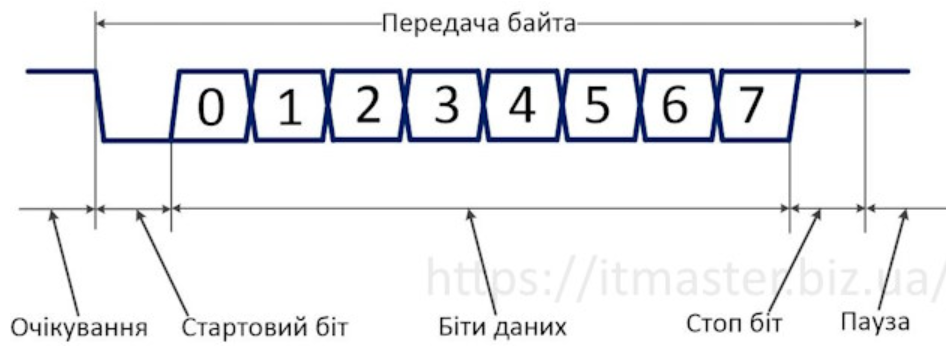 Передача байта
0 1 2 3 4 5 6 7
https://itmaster.biz.ua/
Очікування Стартовий біт Біти даних Стоп біт Пауза